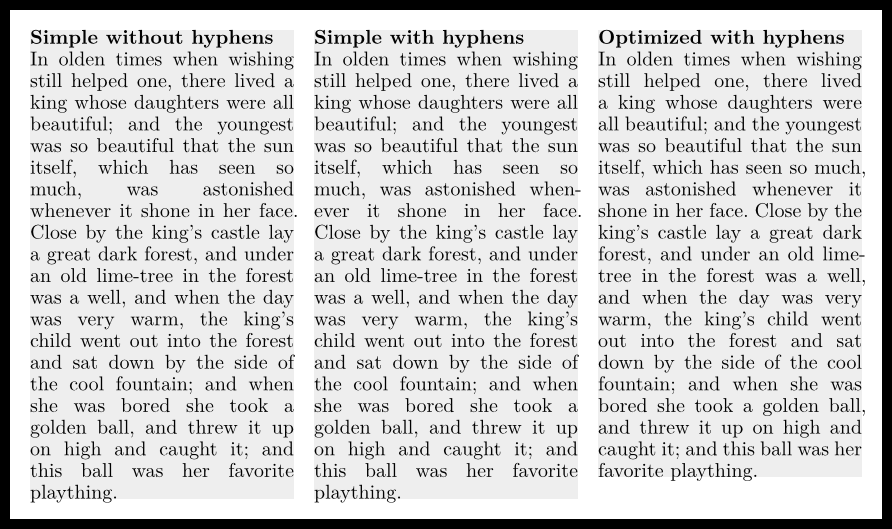 Simple without hyphens
In olden times when wishing
still helped one, there lived a
king whose daughters were all
beautiful; and the youngest
was so beautiful that the sun
itself, which has seen so
much, was astonished
whenever it shone in her face.
Close by the king's castle lay
a great dark forest, and under
an old lime-tree in the forest
was a well, and when the day
was very warm, the king's
child went out into the forest
and sat down by the side of
the cool fountain; and when
she was bored she took a
golden ball, and threw it up
on high and caught it; and
this ball was her favorite
plaything.
Simple with hyphens
In olden times when wishing
still helped one, there lived a
king whose daughters were all
beautiful; and the youngest
was so beautiful that the sun
itself, which has seen so
much, was astonished when-
ever it shone in her face.
Close by the king's castle lay
a great dark forest, and under
an old lime-tree in the forest
was a well, and when the day
was very warm, the king's
child went out into the forest
and sat down by the side of
the cool fountain; and when
she was bored she took a
golden ball, and threw it up
on high and caught it; and
this ball was her favorite
plaything.
Optimized with hyphens
In olden times when wishing
still helped one, there lived
a king whose daughters were
all beautiful; and the youngest
was so beautiful that the sun
itself, which has seen so much,
was astonished whenever it
shone in her face. Close by the
king's castle lay a great dark
forest, and under an old lime-
tree in the forest was a well,
and when the day was very
warm, the king's child went
out into the forest and sat
down by the side of the cool
fountain; and when she was
bored she took a golden ball,
and threw it up on high and
caught it; and this ball was her
favorite plaything.